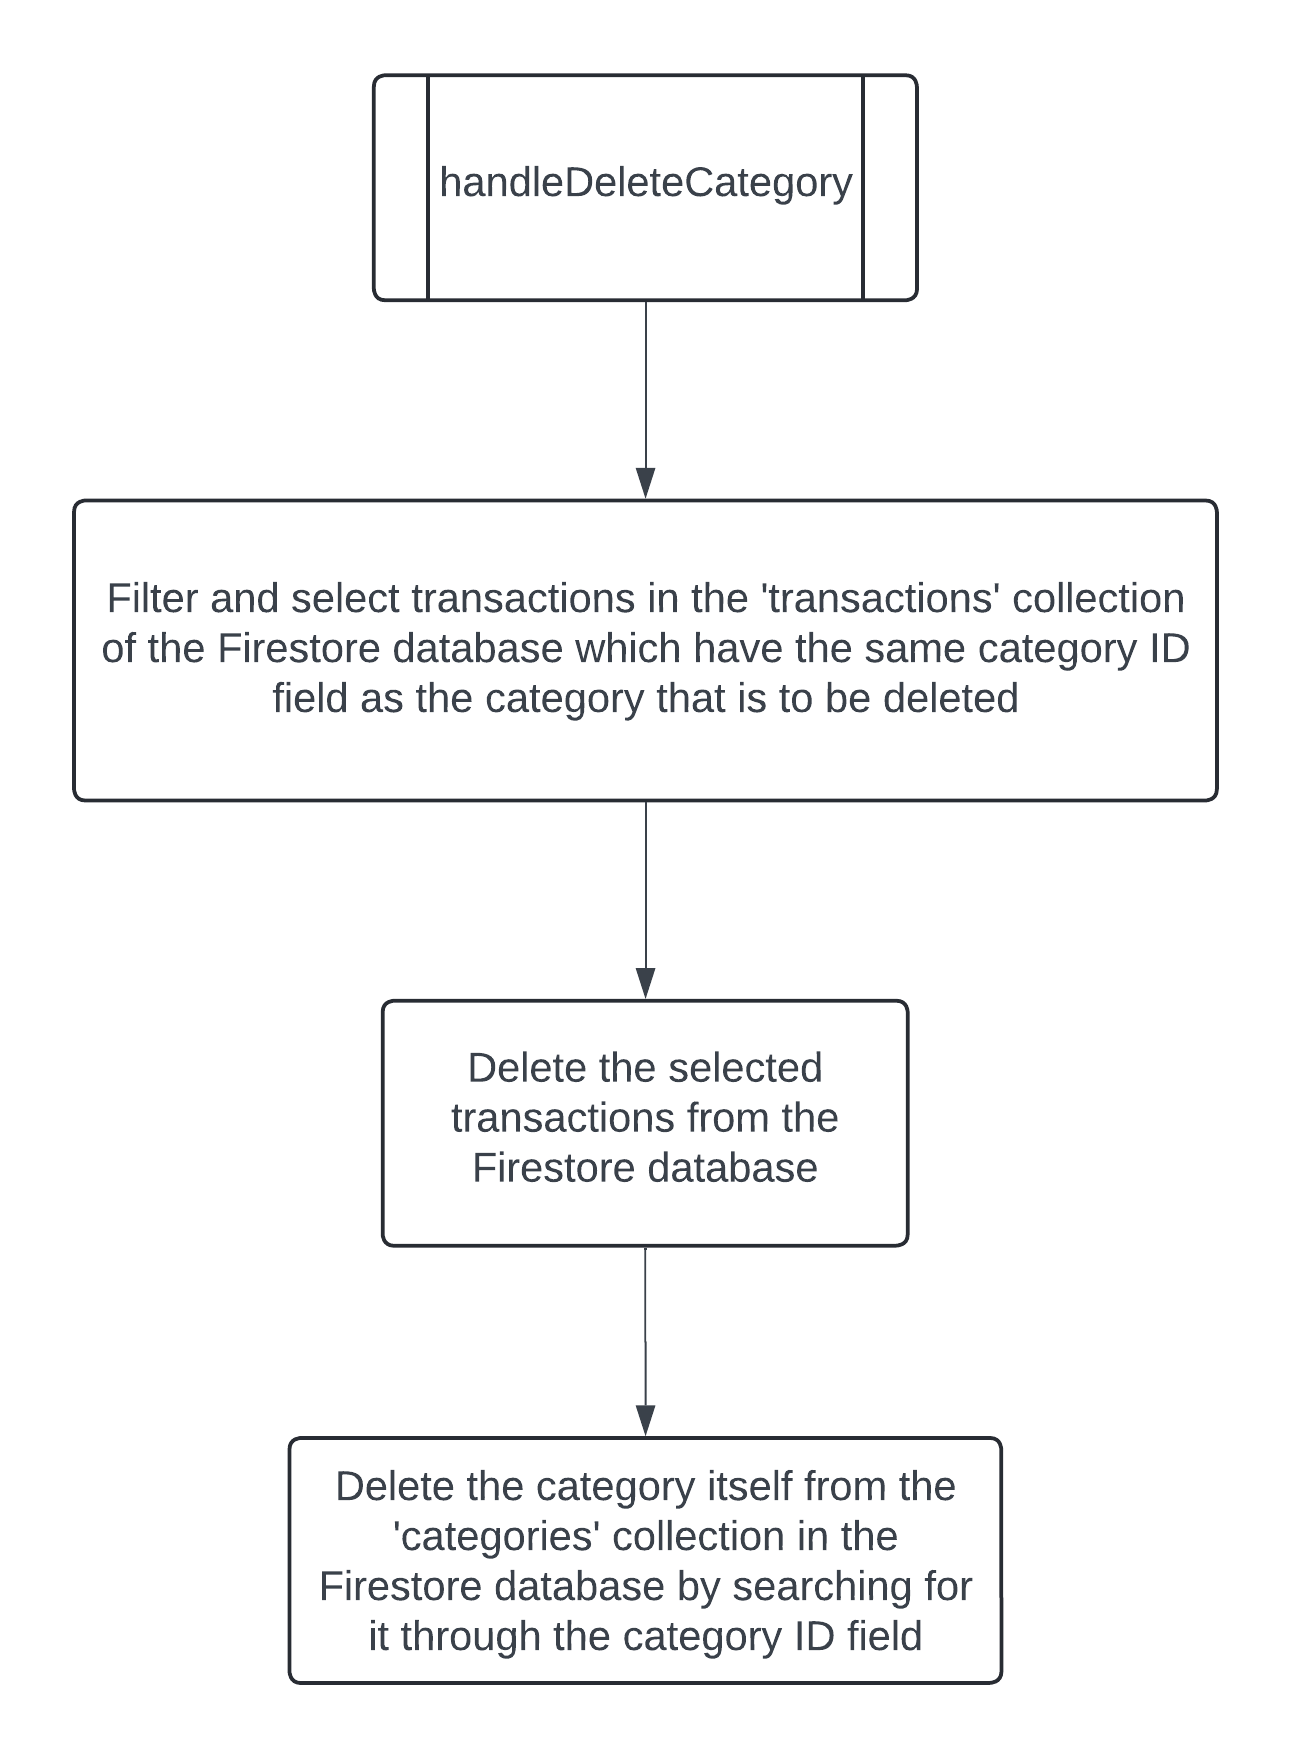 handleDeleteCategory
Filter and select transactions in the 'transactions' collection
of the Firestore database which have the same category ID
field as the category that is to be deleted
Delete the selected
transactions from the
Firestore database
Delete the category itself from the
'categories' collection in the
Firestore database by searching for
it through the category ID field